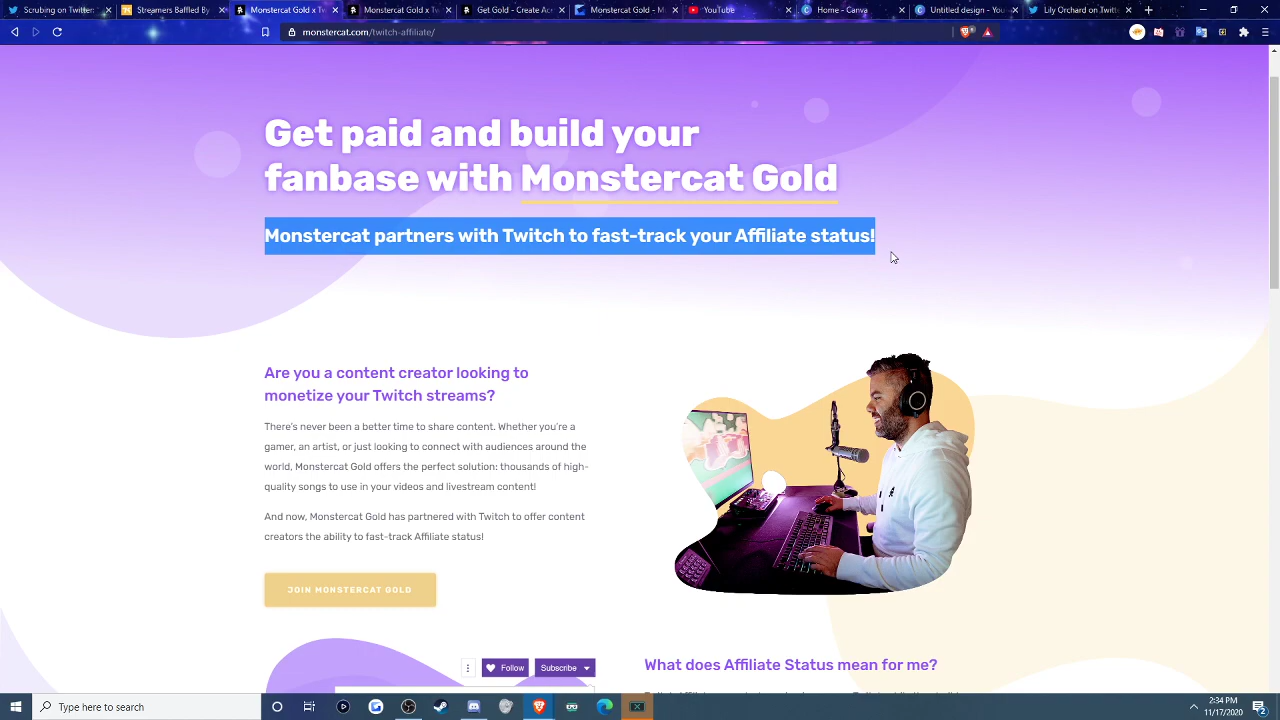 Scrubing on Twitter:
Streamers Baffled By
Monstercat Gold x T
Monstercat Gold x Tw
Get Gold - Create Acc
Monstercat Gold - M
YouTube
Home - Canva
Untitled design - You
Lily Orchard on Twitt
monstercat.com/twitch-affiliate/
Get paid and build your
fanbase with Monstercat Gold
Monstercat partners with Twitch to fast-track your Affiliate status!
Are you a content creator looking to
monetize your Twitch streams?
There's never been a better time to share content. Whether you're a
gamer, an artist, or just looking to connect with audiences around the
world, Monstercat Gold offers the perfect solution: thousands of high-
quality songs to use in your videos and livestream content!
And now, Monstercat Gold has partnered with Twitch to offer content
creators the ability to fast-track Affiliate status!
JOIN MONSTERCAT GOLD
Follow
Subscribe
What does Affiliate Status mean for me?
Type here to search
2:34 PM
11/17/2020
2